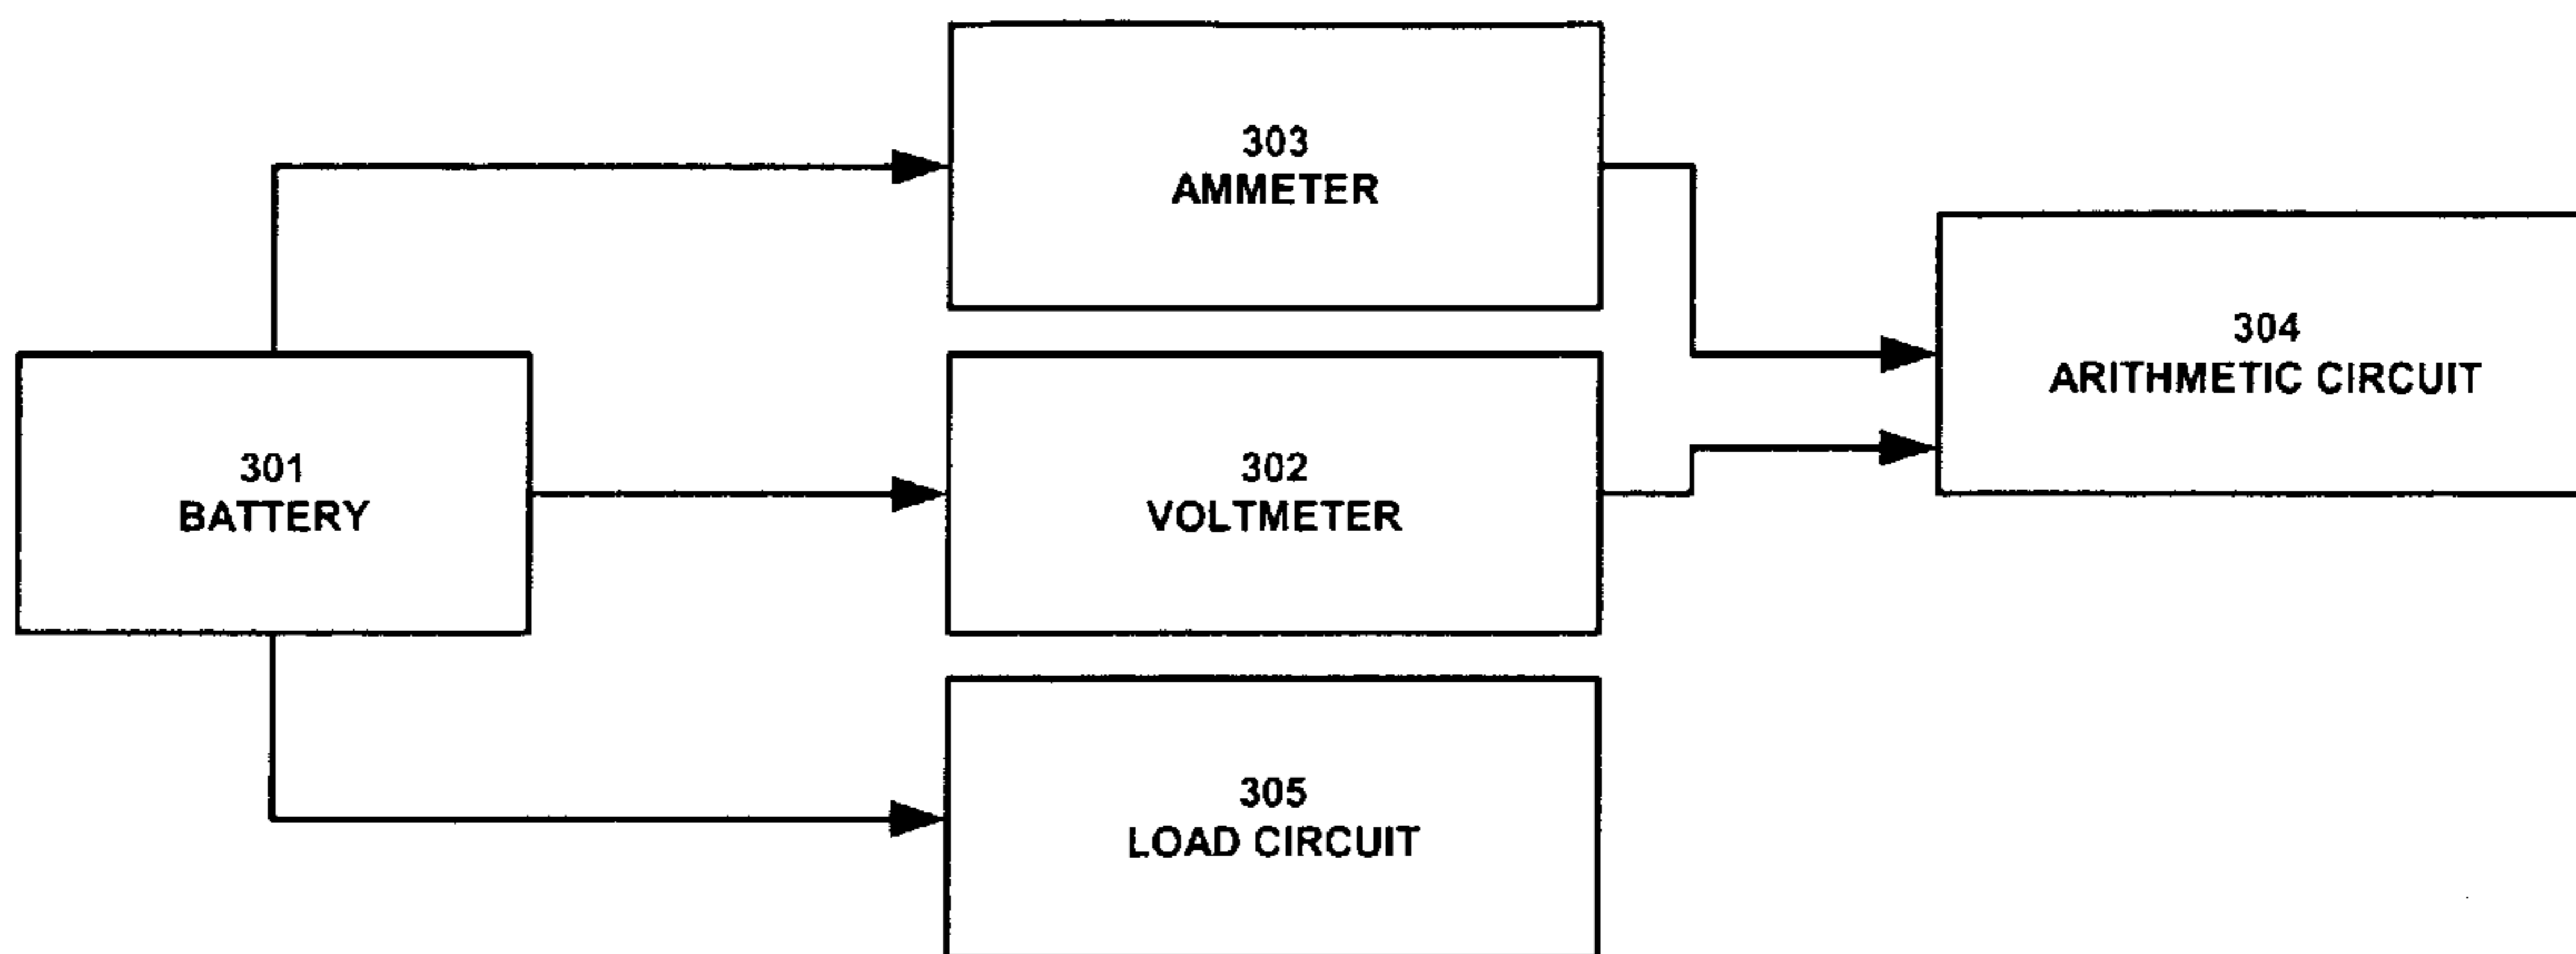 303
AMMETER
304
ARITHMETIC CIRCUIT
301
BATTERY
302
VOLTMETER
305
LOAD CIRCUIT